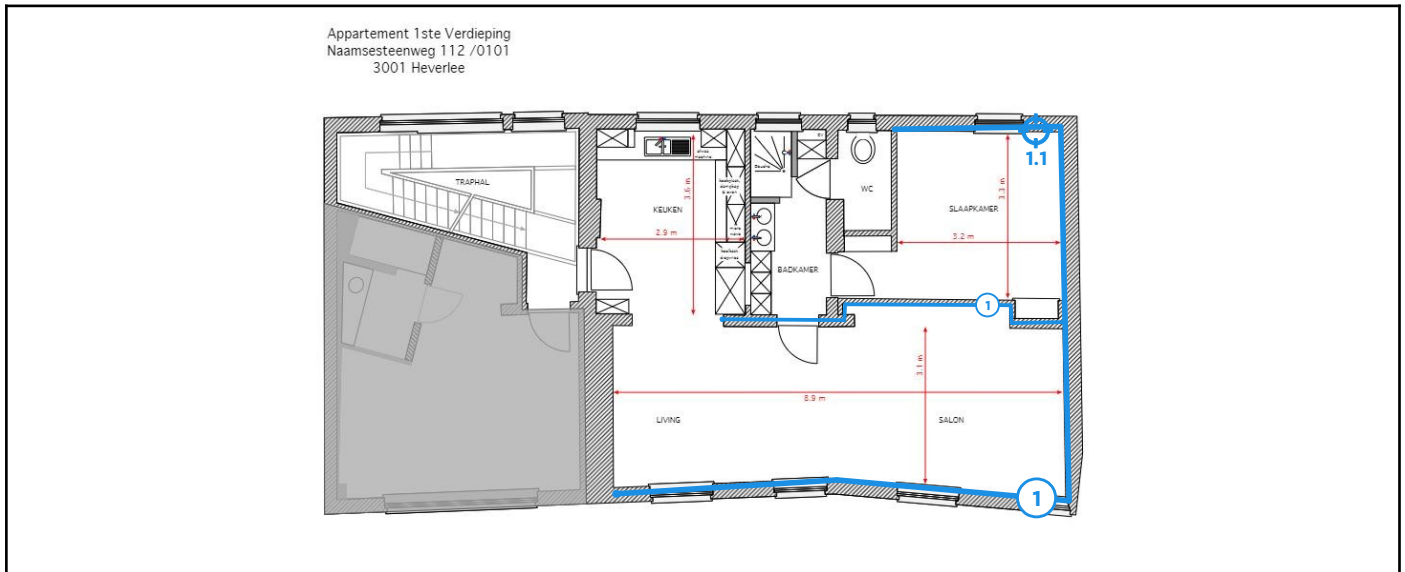 Appartement 1ste Verdieping
Naamsesteenweg 112 /0101
3001 Heverlee
TRAPHAL
KEUKEN
3.6 m
2.9 m
Douche
WC
BADKAMER
SLAAPKAMER
3.3 m
3.2 m
1.1
1
3.1 m
8.9 m
LIVING
SALON
1